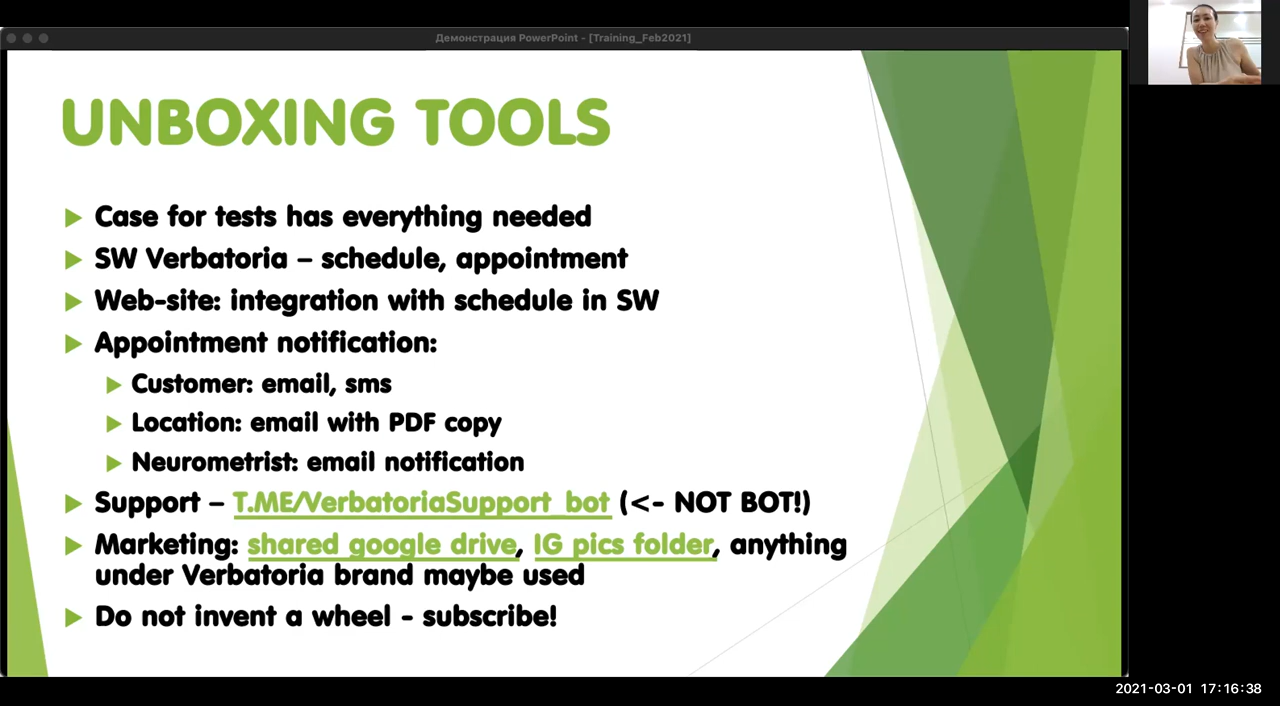 Демонстрация PowerPoint - [Training_Feb2021]
UNBOXING TOOLS
Case for tests has everything needed
SW Verbatoria – schedule, appointment
Web-site: integration with schedule in SW
Appointment notification:
Customer: email, sms
Location: email with PDF copy
Neurometrist: email notification
Support – T.ME/VerbatoriaSupport_bot (<- NOT BOT!)
Marketing: shared google drive, IG pics folder, anything
under Verbatoria brand maybe used
Do not invent a wheel - subscribe!
2021-03-01 17:16:38